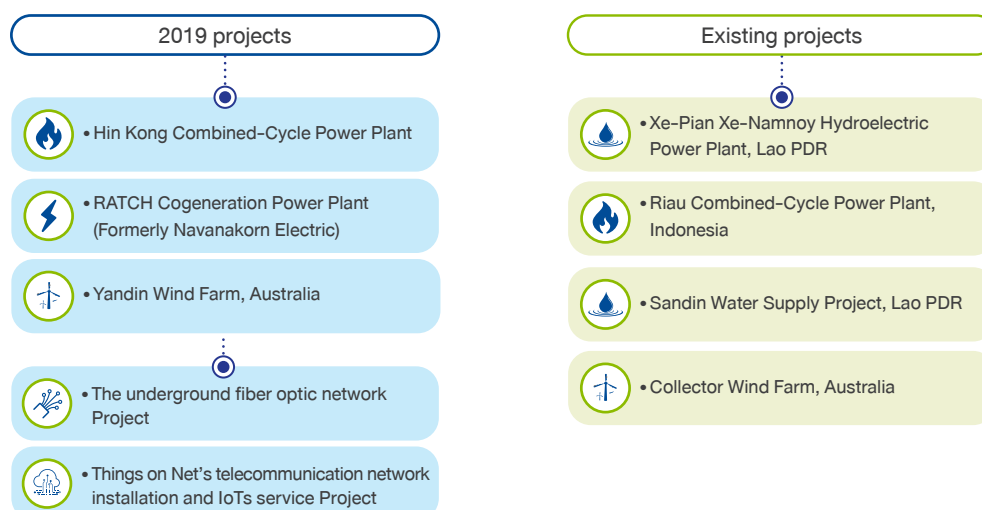 2019 projects
• Hin Kong Combined-Cycle Power Plant
• RATCH Cogeneration Power Plant
(Formerly Navanakorn Electric)
• Yandin Wind Farm, Australia
• The underground fiber optic network
Project
• Things on Net's telecommunication network
installation and IoTs service Project
Existing projects
• Xe-Pian Xe-Namnoy Hydroelectric
Power Plant, Lao PDR
• Riau Combined-Cycle Power Plant,
Indonesia
• Sandin Water Supply Project, Lao PDR
• Collector Wind Farm, Australia